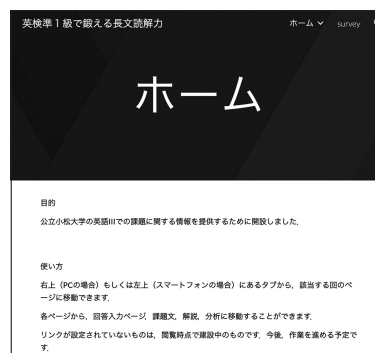 英検準１級で鍛える長文読解力
ホーム
survey
ホーム
目的
公立小松大学の英語IIIでの課題に関する情報を提供するために開設しました．
使い方
右上（PCの場合）もしくは左上（スマートフォンの場合）にあるタブから，該当する回のペ
ージに移動できます．
各ページから，回答入力ページ，課題文，解説，分析に移動することができます．
リンクが設定されていないものは，閲覧時点で建設中のものです．今後，作業を進める予定で
す．